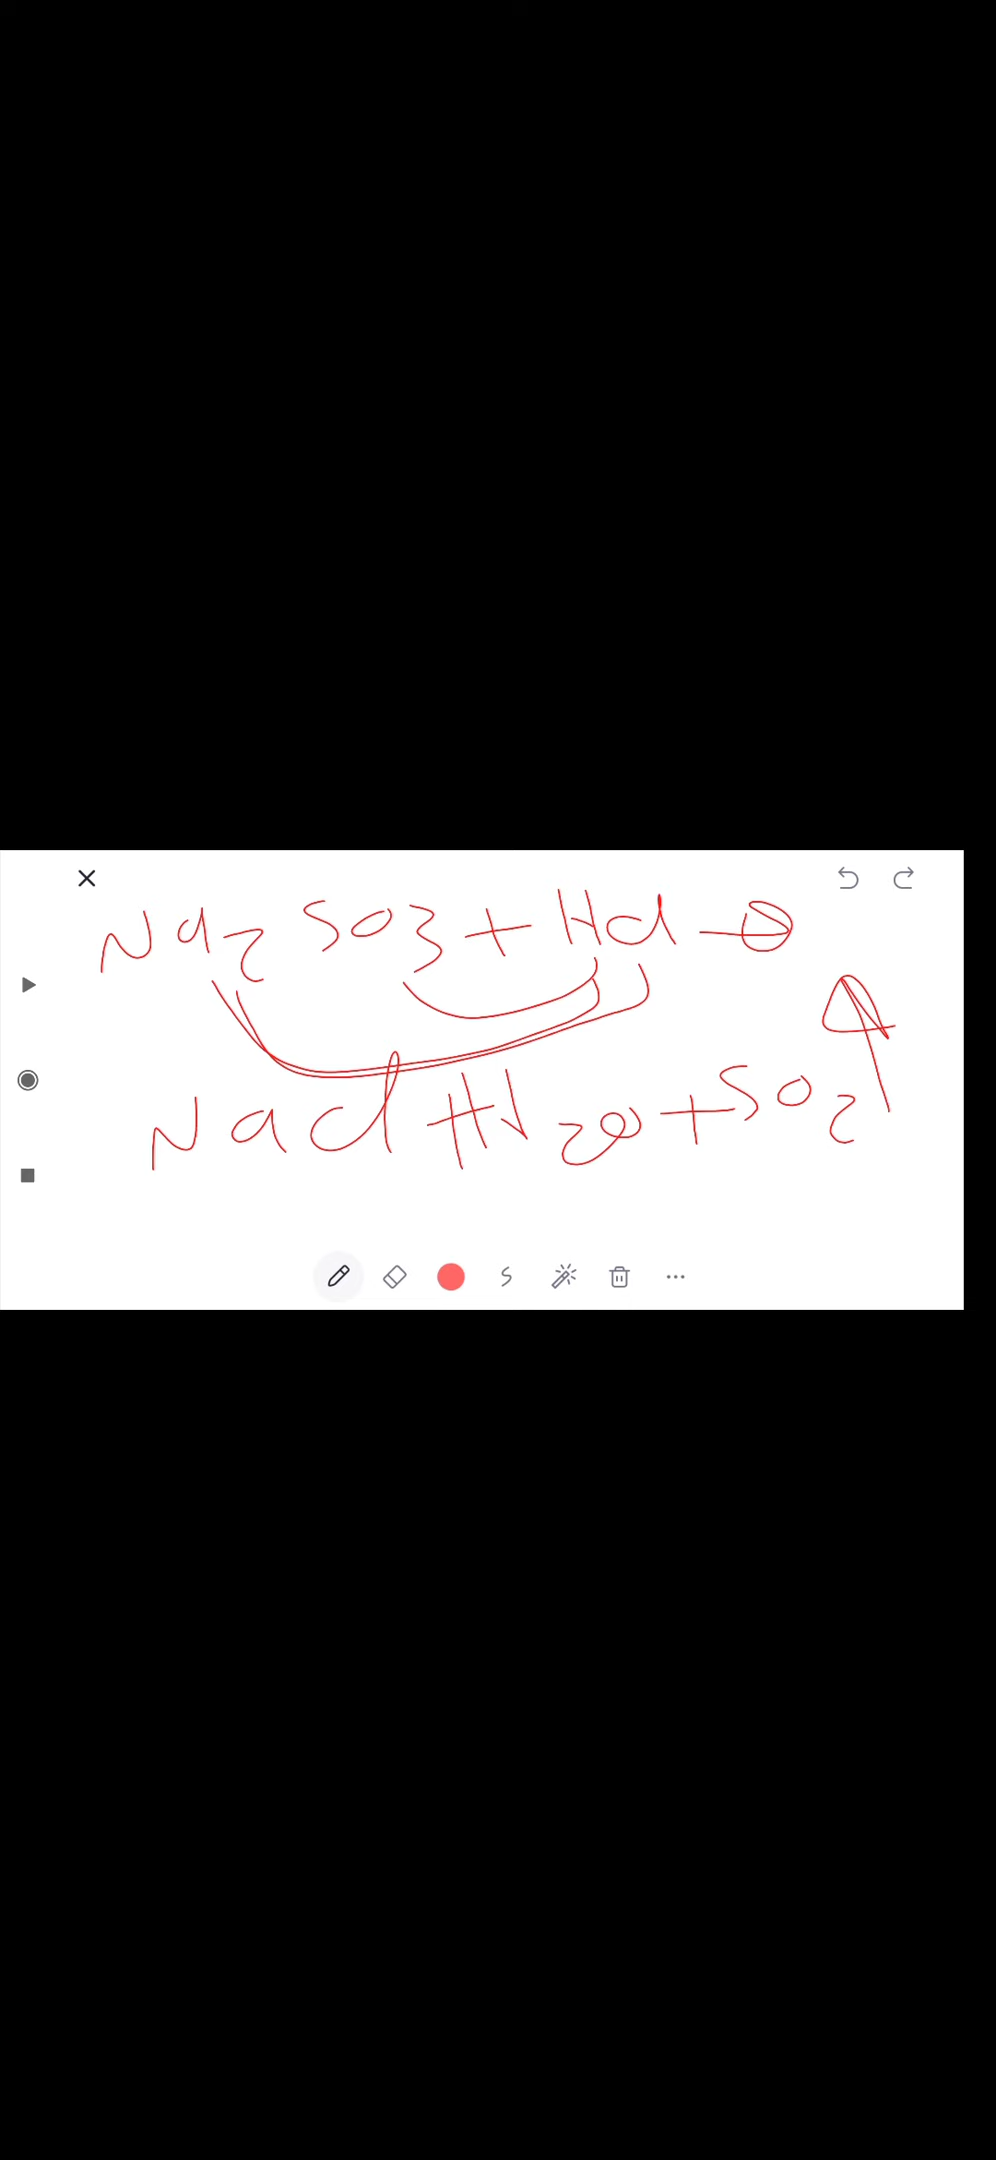 Na2SO3 + HCl →
NaCl + H2O + SO2 ↑